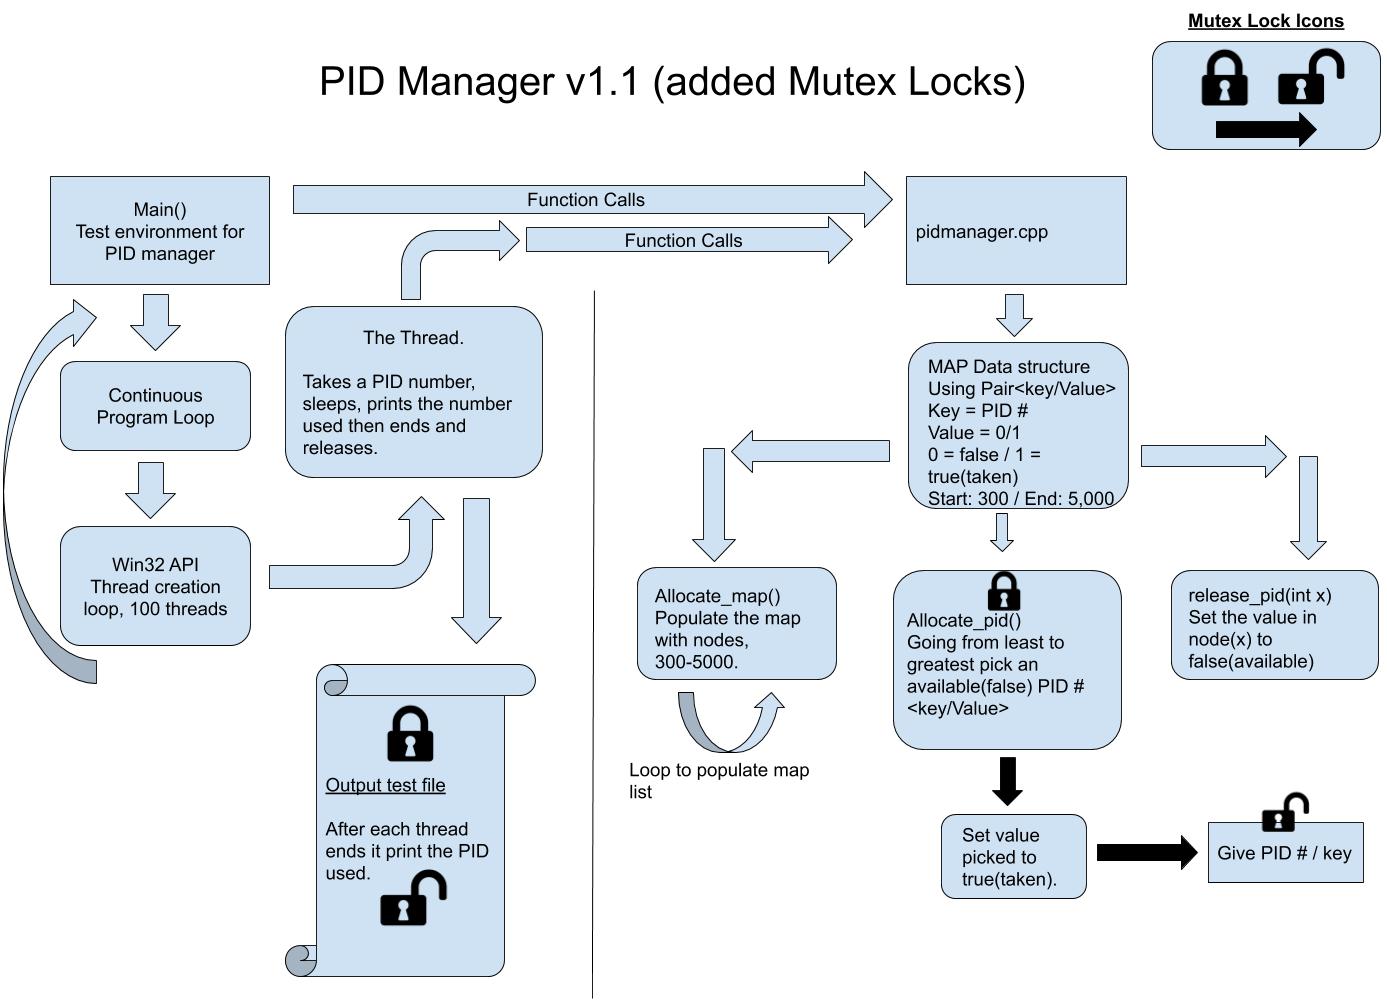 Mutex Lock Icons
PID Manager v1.1 (added Mutex Locks)
Main()
Test environment for
PID manager
Function Calls
Function Calls
pidmanager.cpp
Continuous
Program Loop
Win32 API
Thread creation
loop, 100 threads
The Thread.
Takes a PID number,
sleeps, prints the number
used then ends and
releases.
Output test file
After each thread
ends it print the PID
used.
MAP Data structure
Using Pair<key/Value>
Key = PID #
Value = 0/1
0 = false / 1 =
true(taken)
Start: 300 / End: 5,000
Allocate_map()
Populate the map
with nodes,
300-5000.
Loop to populate map
list
Allocate_pid()
Going from least to
greatest pick an
available(false) PID #
<key/Value>
release_pid(int x)
Set the value in
node(x) to
false(available)
Set value
picked to
true(taken).
Give PID # / key